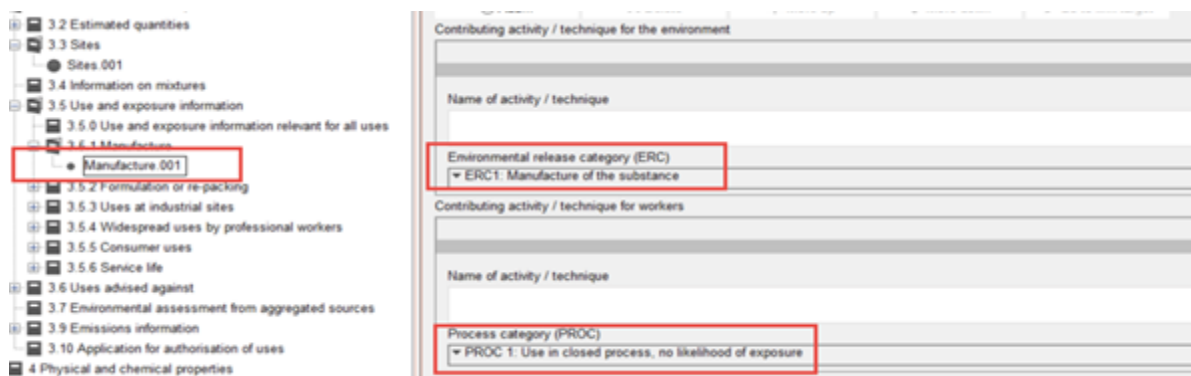 3.2 Estimated quantities
3.3 Sites
Sites.001
3.4 Information on mixtures
3.5 Use and exposure information
3.5.0 Use and exposure information relevant for all uses
3.5.1 Manufacture
Manufacture.001
3.5.2 Formulation or re-packing
3.5.3 Uses at industrial sites
3.5.4 Widespread uses by professional workers
3.5.5 Consumer uses
3.5.6 Service life
3.6 Uses advised against
3.7 Environmental assessment from aggregated sources
3.9 Emissions information
3.10 Application for authorisation of uses
4 Physical and chemical properties
Contributing activity / technique for the environment
Name of activity / technique
Environmental release category (ERC)
ERC1: Manufacture of the substance
Contributing activity / technique for workers
Name of activity / technique
Process category (PROC)
PROC 1: Use in closed process, no likelihood of exposure